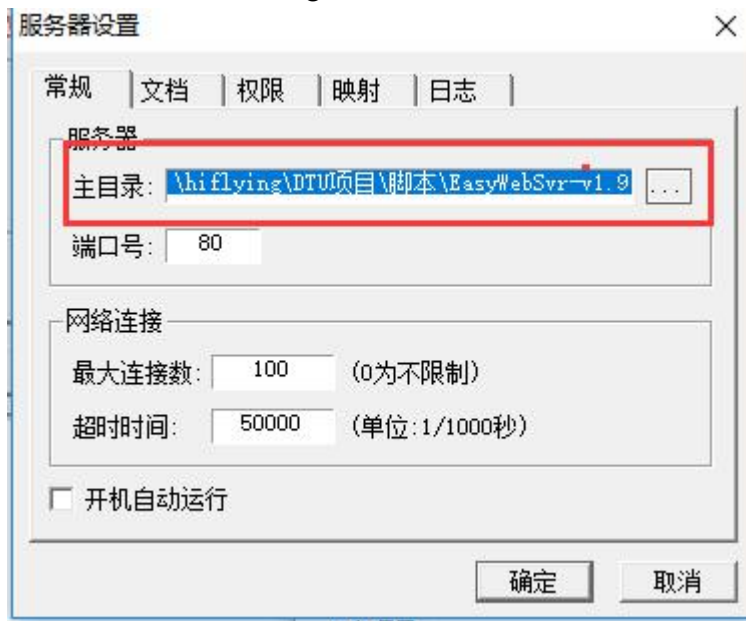 服务器设置
常规 文档 权限 映射 日志
服务器
主目录: \hiflying\DTU项目\脚本\EasyWebSvr-v1.9 ...
端口号: 80
网络连接
最大连接数: 100 (0为不限制)
超时时间: 50000 (单位:1/1000秒)
开机自动运行
确定 取消